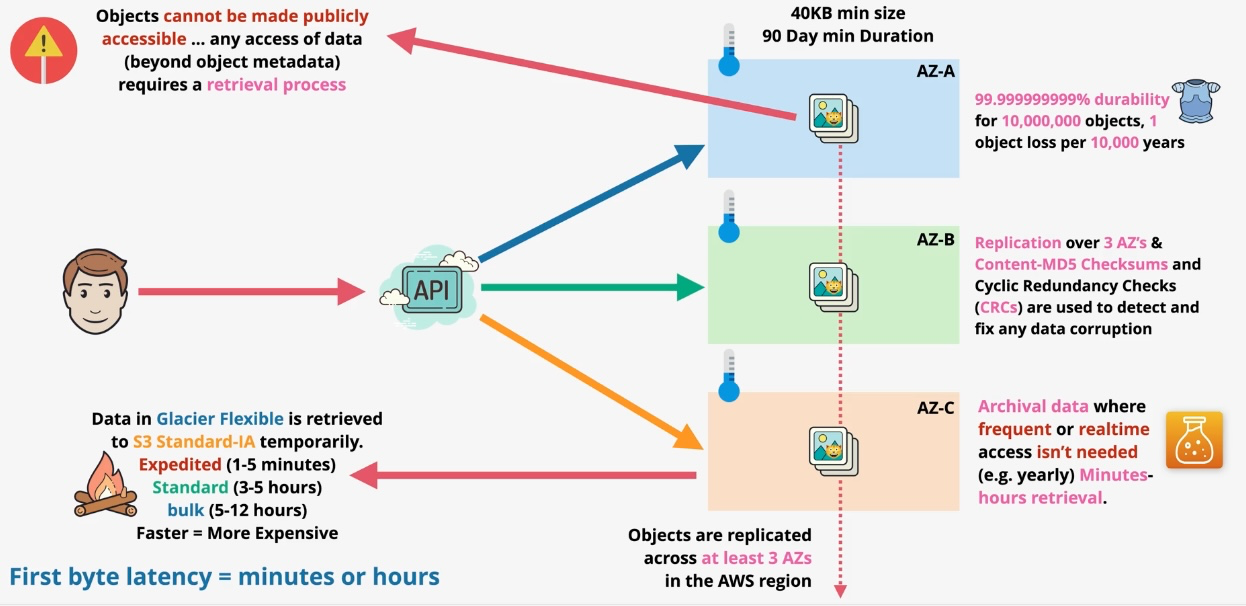 Objects cannot be made publicly
accessible ... any access of data
(beyond object metadata)
requires a retrieval process
40KB min size
90 Day min Duration
AZ-A
99.999999999% durability
for 10,000,000 objects, 1
object loss per 10,000 years
API
AZ-B
Replication over 3 AZ's &
Content-MD5 Checksums and
Cyclic Redundancy Checks
(CRCs) are used to detect and
fix any data corruption
AZ-C
Archival data where
frequent or realtime
access isn't needed
(e.g. yearly) Minutes-
hours retrieval.
Data in Glacier Flexible is retrieved
to S3 Standard-IA temporarily.
Expedited (1-5 minutes)
Standard (3-5 hours)
bulk (5-12 hours)
Faster = More Expensive
Objects are replicated
across at least 3 AZs
in the AWS region
First byte latency = minutes or hours